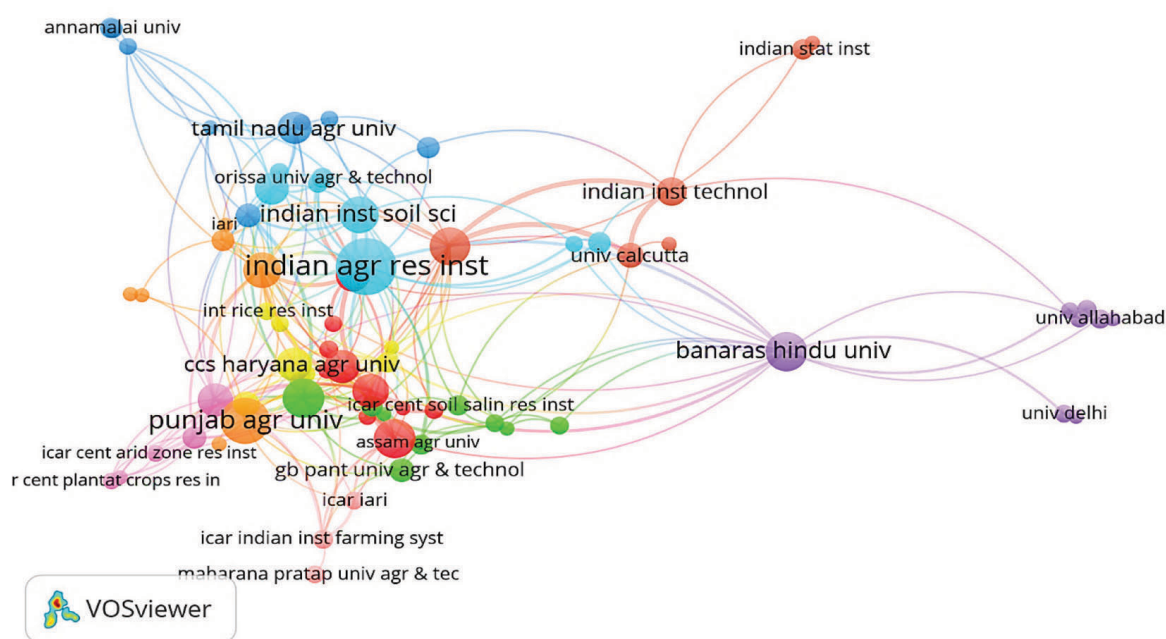 annamalai univ
indian stat inst
tamil nadu agr univ
orissa univ agr & technol
indian inst technol
indian inst soil sci
iari
univ calcutta
indian agr res inst
int rice res inst
univ allahabad
banaras hindu univ
ccs haryana agr univ
icar cent soil salin res inst
univ delhi
punjab agr univ
assam agr univ
icar cent arid zone res inst
gb pant univ agr & technol
r cent plantat crops res in
icar iari
icar indian inst farming syst
maharana pratap univ agr & tec
VOSviewer